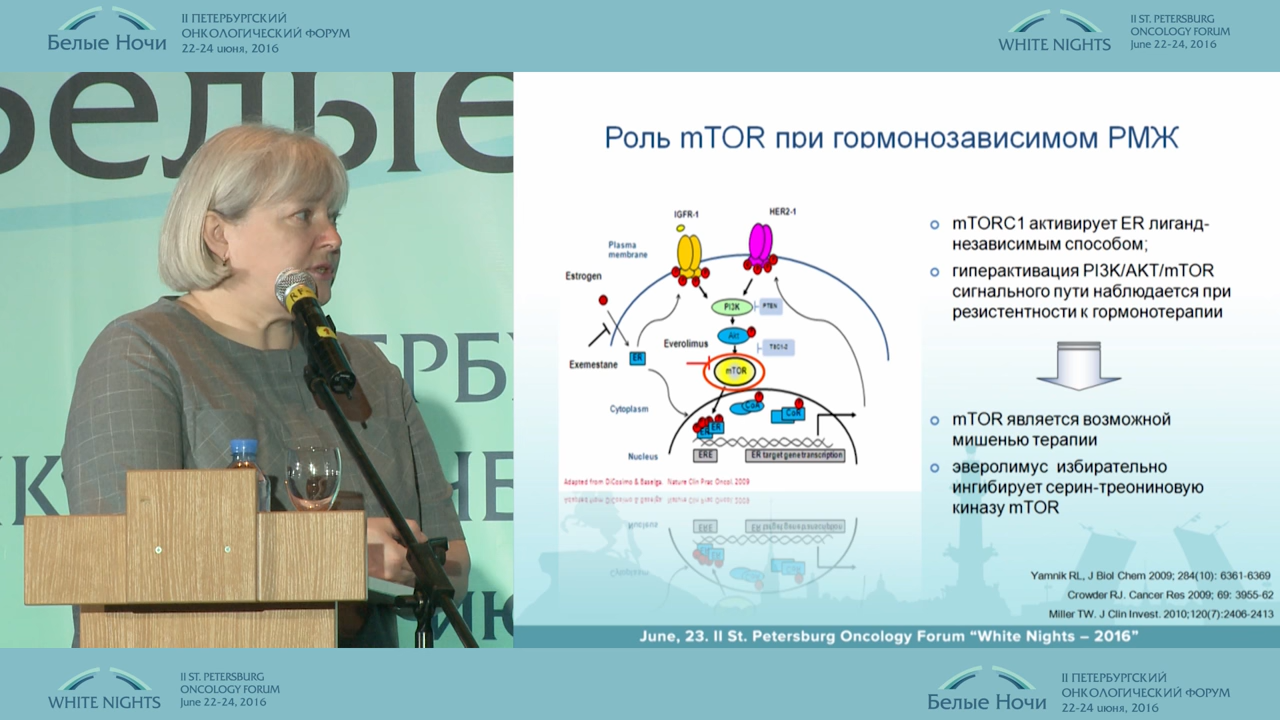 II ПЕТЕРБУРГСКИЙ
ОНКОЛОГИЧЕСКИЙ ФОРУМ
Белые Ночи
22-24 июня, 2016
II ST. PETERSBURG
ONCOLOGY FORUM
WHITE NIGHTS
June 22-24, 2016
Белые
Роль mTOR при гормонозависимом РМЖ
IGFR-1
HER2-1
Plasma
membrane
Estrogen
PI3K
PTEN
Akt
TSC1-2
Everolimus
ER
Exemestane
mTOR
Cytoplasm
CoA
CoR
ER
Nucleus
ERE
ER target gene transcription
Adapted from DiCosimo & Baselga Nature Clin Prac Oncol. 2009
mTORC1 активирует ER лиганд-
независимым способом;
гиперактивация PI3K/AKT/mTOR
сигнального пути наблюдается при
резистентности к гормонотерапии
mTOR является возможной
мишенью терапии
эверолимус избирательно
ингибирует серин-треониновую
киназу mTOR
Yamnik RL, J Biol Chem 2009; 284(10): 6361-6369
Crowder RJ. Cancer Res 2009; 69: 3955-62
Miller TW. J Clin Invest. 2010;120(7):2406-2413
June, 23. II St. Petersburg Oncology Forum “White Nights – 2016”
II ST. PETERSBURG
ONCOLOGY FORUM
WHITE NIGHTS
June 22-24, 2016
II ПЕТЕРБУРГСКИЙ
ОНКОЛОГИЧЕСКИЙ ФОРУМ
Белые Ночи
22-24 июня, 2016